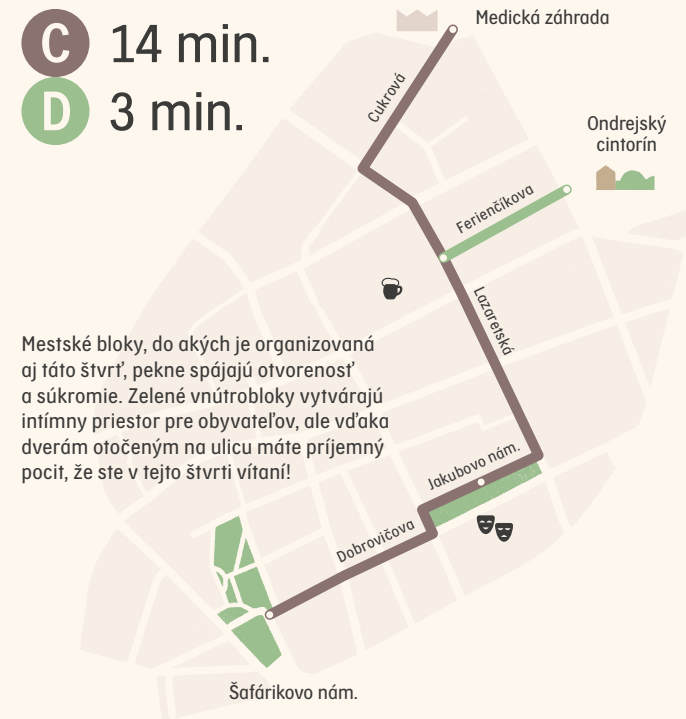 C 14 min.
D 3 min.
Medická záhrada
Cukrová
Ondrejský
cintorín
Ferienčíkova
Lazaretská
Mestské bloky, do akých je organizovaná
aj táto štvrť, pekne spájajú otvorenosť
a súkromie. Zelené vnútrobloky vytvárajú
intímny priestor pre obyvateľov, ale vďaka
dverám otočeným na ulicu máte príjemný
pocit, že ste v tejto štvrti vítaní!
Jakubovo nám.
Dobrovičova
Šafárikovo nám.